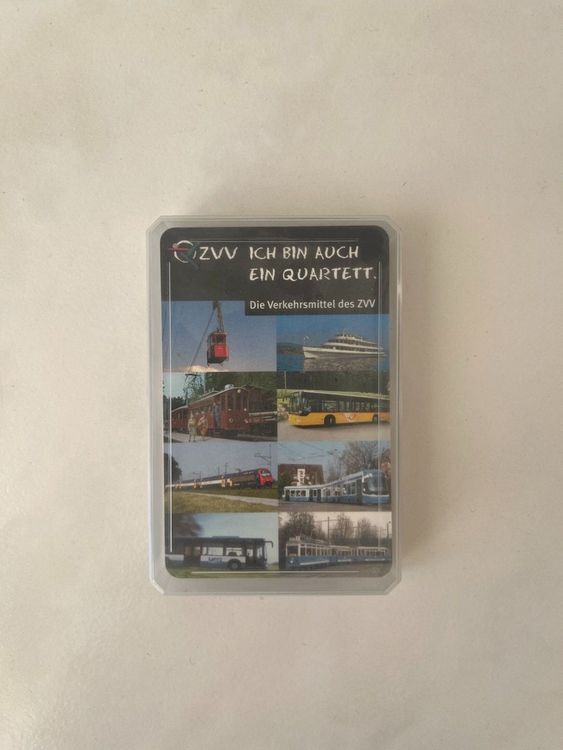 ZVV ICH BIN AUCH
EIN QUARTETT.
Die Verkehrsmittel des ZVV